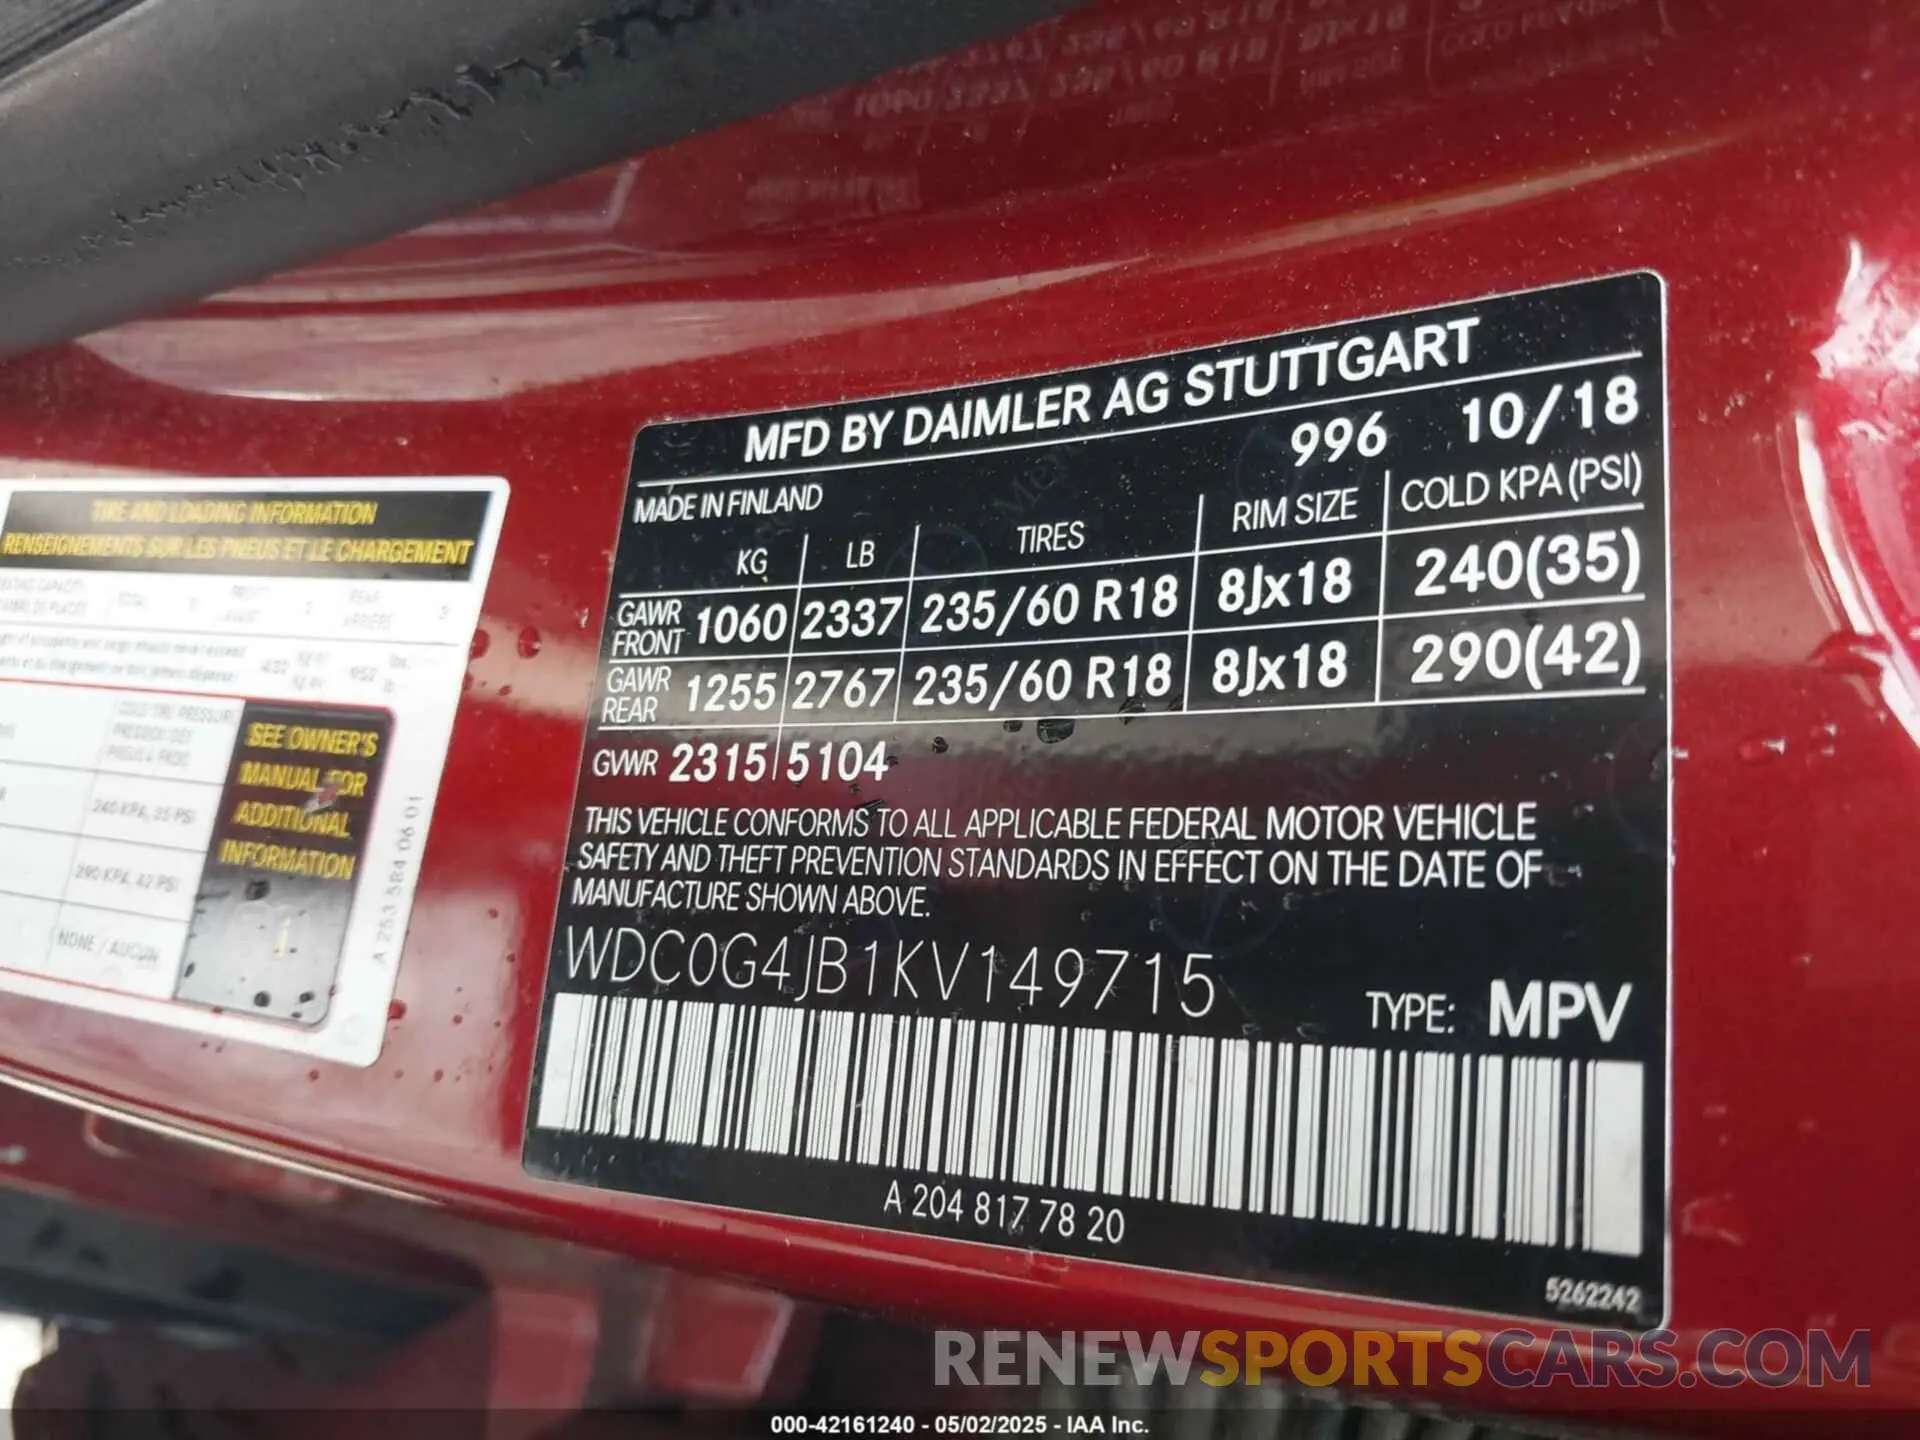 TIRE AND LOADING INFORMATION
RENSEIGNEMENTS SUR LES PNEUS ET LE CHARGEMENT
COLD TIRE PRESSURE
240 KPA, 35 PSI
290 KPA, 42 PSI
NONE / AUCUN
SEE OWNER'S
MANUAL FOR
ADDITIONAL
INFORMATION
A 253 584 06 01
MFD BY DAIMLER AG STUTTGART
996 10/18
MADE IN FINLAND
KG LB TIRES RIM SIZE COLD KPA (PSI)
GAWR FRONT 1060 2337 235/60 R18 8Jx18 240(35)
GAWR REAR 1255 2767 235/60 R18 8Jx18 290(42)
GVWR 2315 5104
THIS VEHICLE CONFORMS TO ALL APPLICABLE FEDERAL MOTOR VEHICLE
SAFETY AND THEFT PREVENTION STANDARDS IN EFFECT ON THE DATE OF
MANUFACTURE SHOWN ABOVE.
WDC0G4JB1KV149715
TYPE: MPV
A 204 817 78 20
5262242
RENEWSPORTSCARS.COM
000-42161240 - 05/02/2025 - IAA Inc.